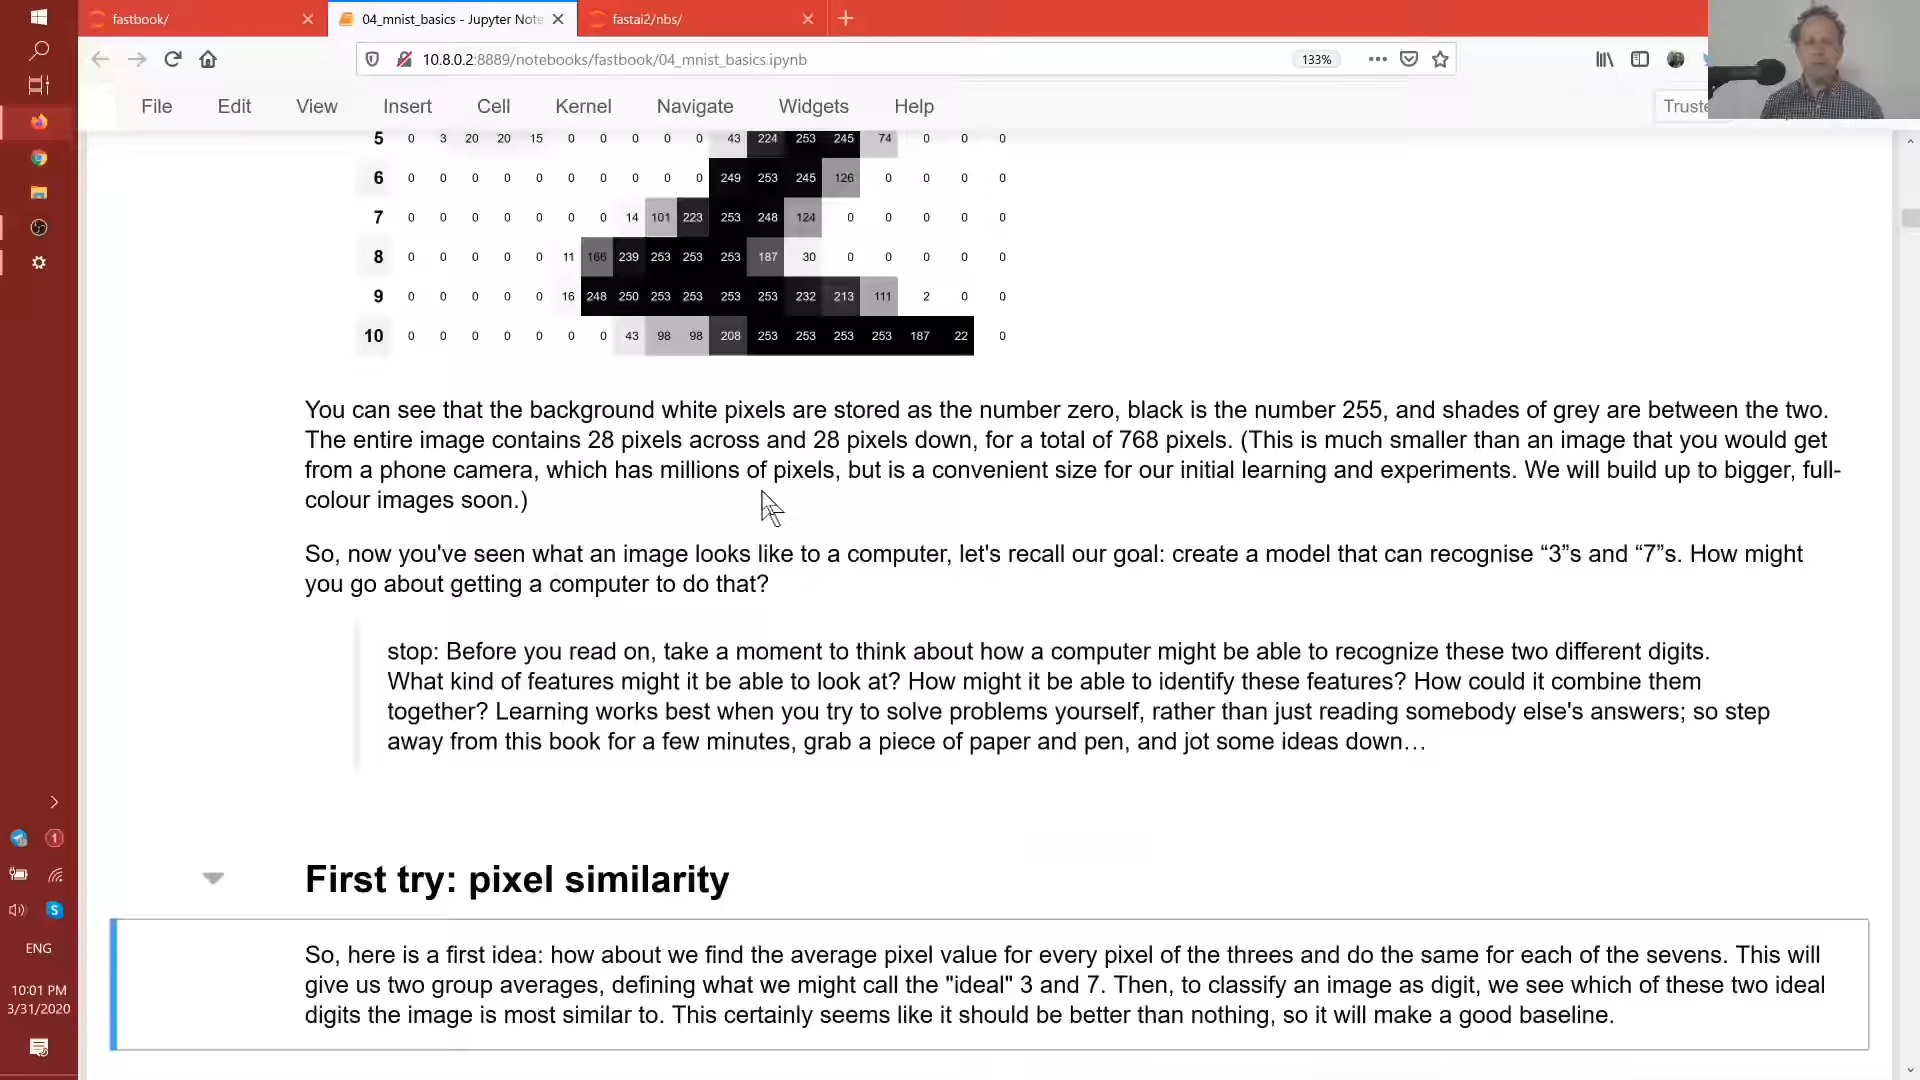 fastbook/
04_mnist_basics - Jupyter Note
fastai2/nbs/
10.8.0.2:8889/notebooks/fastbook/04_mnist_basics.ipynb
133%
File Edit View Insert Cell Kernel Navigate Widgets Help
5 0 3 20 20 15 0 0 0 0 0 43 224 253 245 74 0 0 0
6 0 0 0 0 0 0 0 0 0 0 249 253 245 126 0 0 0 0
7 0 0 0 0 0 0 0 14 101 223 253 248 124 0 0 0 0 0
8 0 0 0 0 0 11 166 239 253 253 253 187 30 0 0 0 0 0
9 0 0 0 0 0 16 248 250 253 253 253 253 232 213 111 2 0 0
10 0 0 0 0 0 0 0 43 98 98 208 253 253 253 253 187 22 0
You can see that the background white pixels are stored as the number zero, black is the number 255, and shades of grey are between the two.
The entire image contains 28 pixels across and 28 pixels down, for a total of 768 pixels. (This is much smaller than an image that you would get
from a phone camera, which has millions of pixels, but is a convenient size for our initial learning and experiments. We will build up to bigger, full-
colour images soon.)
So, now you've seen what an image looks like to a computer, let's recall our goal: create a model that can recognise “3”s and “7”s. How might
you go about getting a computer to do that?
stop: Before you read on, take a moment to think about how a computer might be able to recognize these two different digits.
What kind of features might it be able to look at? How might it be able to identify these features? How could it combine them
together? Learning works best when you try to solve problems yourself, rather than just reading somebody else's answers; so step
away from this book for a few minutes, grab a piece of paper and pen, and jot some ideas down…
First try: pixel similarity
So, here is a first idea: how about we find the average pixel value for every pixel of the threes and do the same for each of the sevens. This will
give us two group averages, defining what we might call the "ideal" 3 and 7. Then, to classify an image as digit, we see which of these two ideal
digits the image is most similar to. This certainly seems like it should be better than nothing, so it will make a good baseline.
1
S
ENG
10:01 PM
3/31/2020